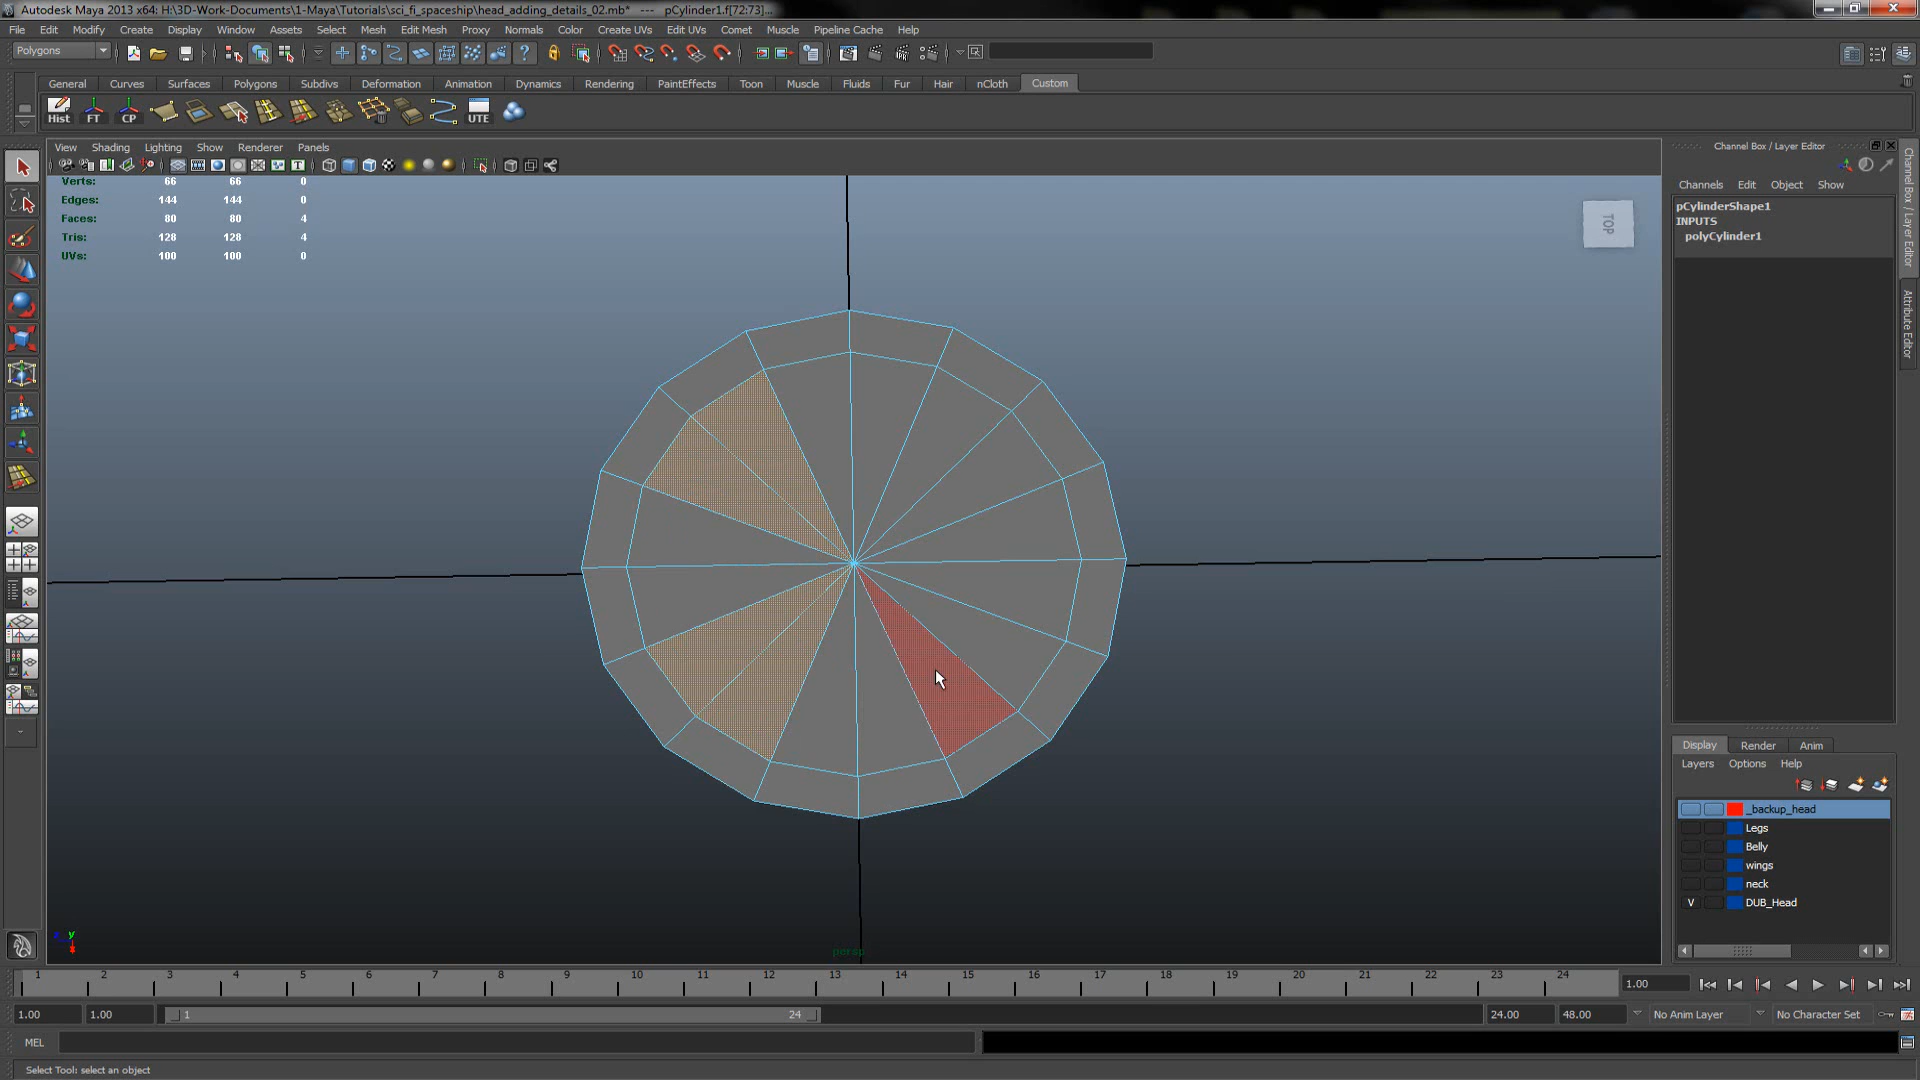 Autodesk Maya 2013 x64: H:\3D-Work-Documents\1-Maya\Tutorials\sci_fi_spaceship\head_adding_details_02.mb* --- pCylinder1.f[72:73]...
File Edit Modify Create Display Window Assets Select Mesh Edit Mesh Proxy Normals Color Create UVs Edit UVs Comet Muscle Pipeline Cache Help
Polygons
General Curves Surfaces Polygons Subdivs Deformation Animation Dynamics Rendering PaintEffects Toon Muscle Fluids Fur Hair nCloth Custom
Hist FT CP UTE
View Shading Lighting Show Renderer Panels
Channel Box / Layer Editor
Channels Edit Object Show
pCylinderShape1
INPUTS
polyCylinder1
Channel Box / Layer Editor
Attribute Editor
Verts: 66 66 0
Edges: 144 144 0
Faces: 80 80 4
Tris: 128 128 4
UVs: 100 100 0
TOP
y
persp
Display Render Anim
Layers Options Help
_backup_head
Legs
Belly
wings
neck
V DUB_Head
1 2 3 4 5 6 7 8 9 10 11 12 13 14 15 16 17 18 19 20 21 22 23 24 1.00
1.00 1.00 1 24 24.00 48.00 No Anim Layer No Character Set
MEL
Select Tool: select an object